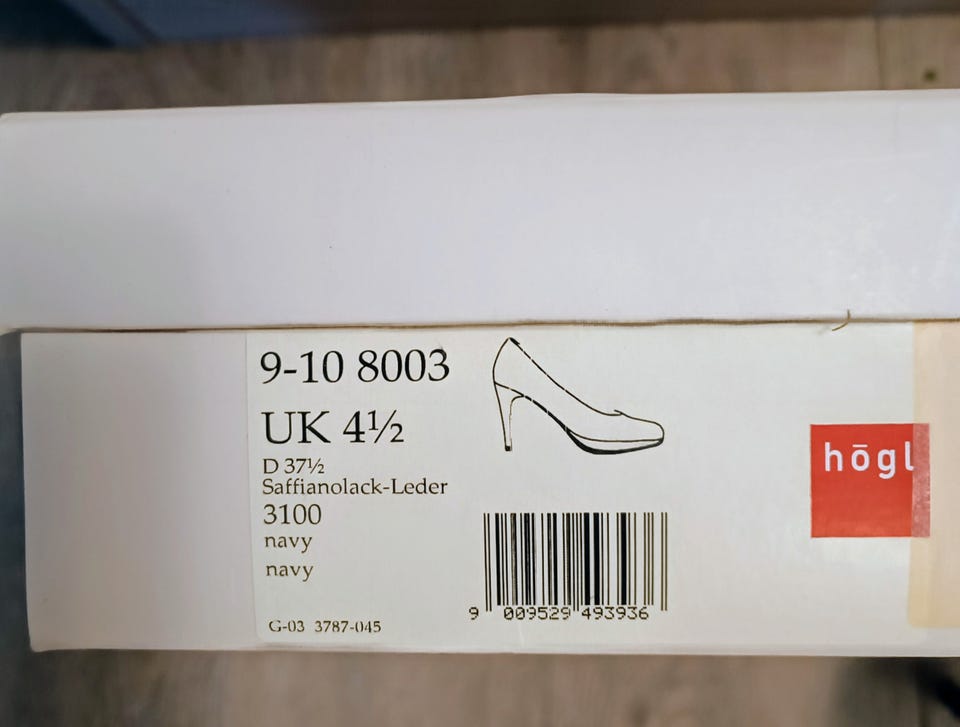 9-10 8003
UK 4½
D 37½
Saffianolack-Leder
3100
navy
navy
G-03 3787-045
9 009529 493936
hōgl